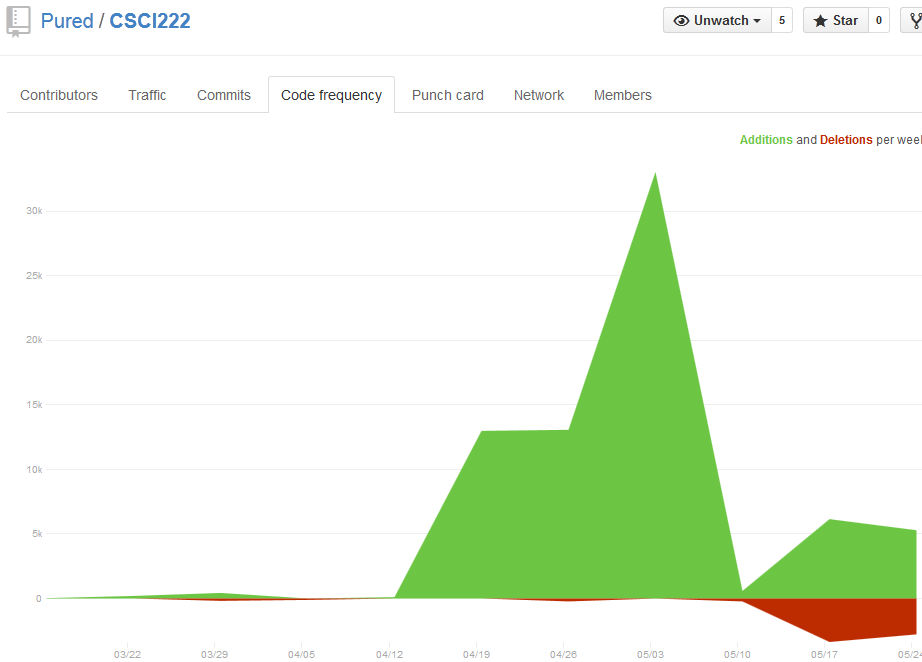 Pured / CSCI222
Unwatch 5 Star 0
Contributors Traffic Commits Code frequency Punch card Network Members
Additions and Deletions per wee
30k
25k
20k
15k
10k
5k
0
03/22 03/29 04/05 04/12 04/19 04/26 05/03 05/10 05/17 05/24